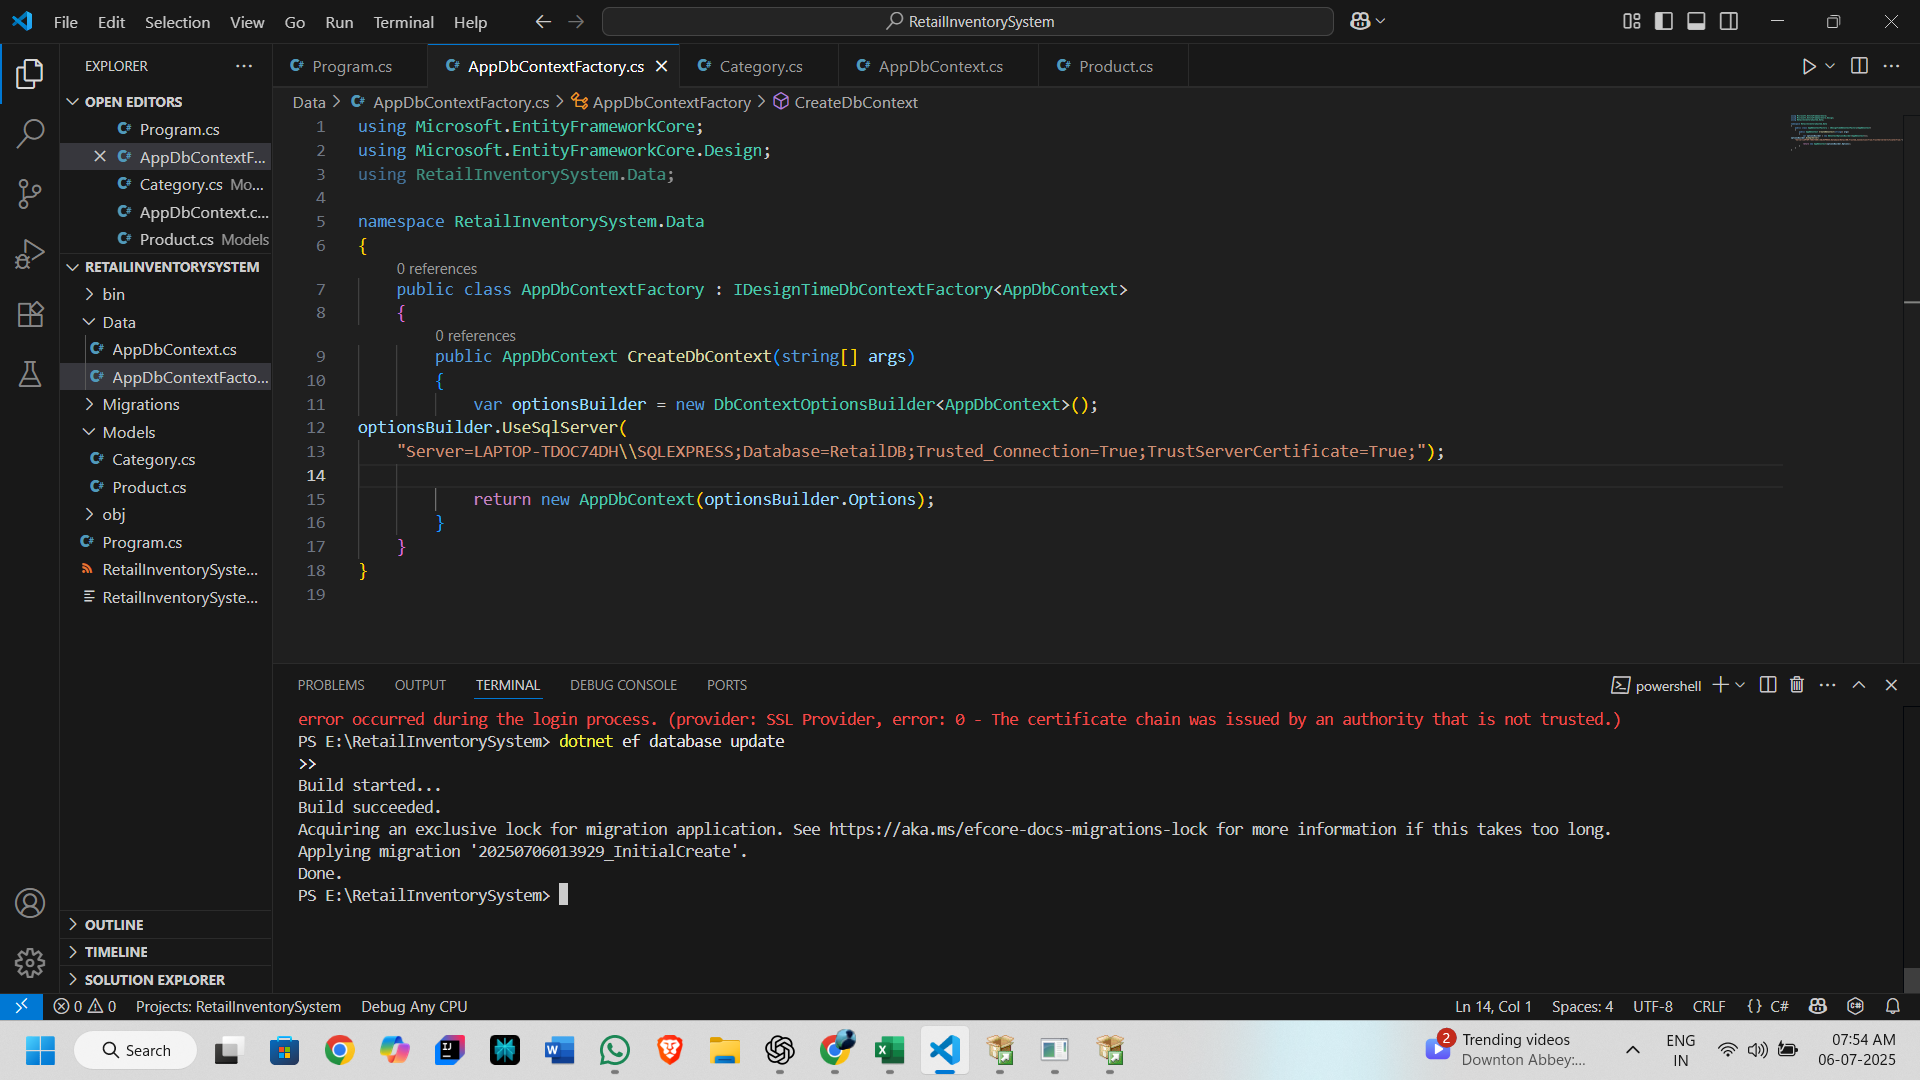 File Edit Selection View Go Run Terminal Help
RetailInventorySystem
EXPLORER
OPEN EDITORS
Program.cs
AppDbContextF...
Category.cs Mo...
AppDbContext.c...
Product.cs Models
RETAILINVENTORYSYSTEM
bin
Data
AppDbContext.cs
AppDbContextFacto...
Migrations
Models
Category.cs
Product.cs
obj
Program.cs
RetailInventorySyste...
RetailInventorySyste...
OUTLINE
TIMELINE
SOLUTION EXPLORER
Program.cs AppDbContextFactory.cs Category.cs AppDbContext.cs Product.cs
Data > AppDbContextFactory.cs > AppDbContextFactory > CreateDbContext
1 using Microsoft.EntityFrameworkCore;
2 using Microsoft.EntityFrameworkCore.Design;
3 using RetailInventorySystem.Data;
4
5 namespace RetailInventorySystem.Data
6 {
0 references
7 public class AppDbContextFactory : IDesignTimeDbContextFactory<AppDbContext>
8 {
0 references
9 public AppDbContext CreateDbContext(string[] args)
10 {
11 var optionsBuilder = new DbContextOptionsBuilder<AppDbContext>();
12 optionsBuilder.UseSqlServer(
13 "Server=LAPTOP-TDOC74DH\\SQLEXPRESS;Database=RetailDB;Trusted_Connection=True;TrustServerCertificate=True;");
14
15 return new AppDbContext(optionsBuilder.Options);
16 }
17 }
18 }
19
PROBLEMS OUTPUT TERMINAL DEBUG CONSOLE PORTS
powershell
error occurred during the login process. (provider: SSL Provider, error: 0 - The certificate chain was issued by an authority that is not trusted.)
PS E:\RetailInventorySystem> dotnet ef database update
>>
Build started...
Build succeeded.
Acquiring an exclusive lock for migration application. See https://aka.ms/efcore-docs-migrations-lock for more information if this takes too long.
Applying migration '20250706013929_InitialCreate'.
Done.
PS E:\RetailInventorySystem>
0 0 Projects: RetailInventorySystem Debug Any CPU
Ln 14, Col 1 Spaces: 4 UTF-8 CRLF {} C#
Search
2
Trending videos
Downton Abbey:...
ENG
IN
07:54 AM
06-07-2025